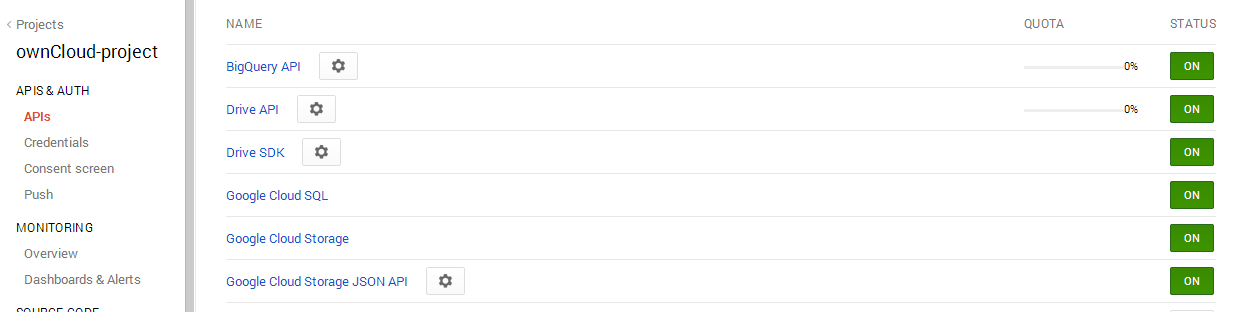 Projects
ownCloud-project
APIS & AUTH
APIs
Credentials
Consent screen
Push
MONITORING
Overview
Dashboards & Alerts
SOURCE CODE
NAME QUOTA STATUS
BigQuery API 0% ON
Drive API 0% ON
Drive SDK ON
Google Cloud SQL ON
Google Cloud Storage ON
Google Cloud Storage JSON API ON